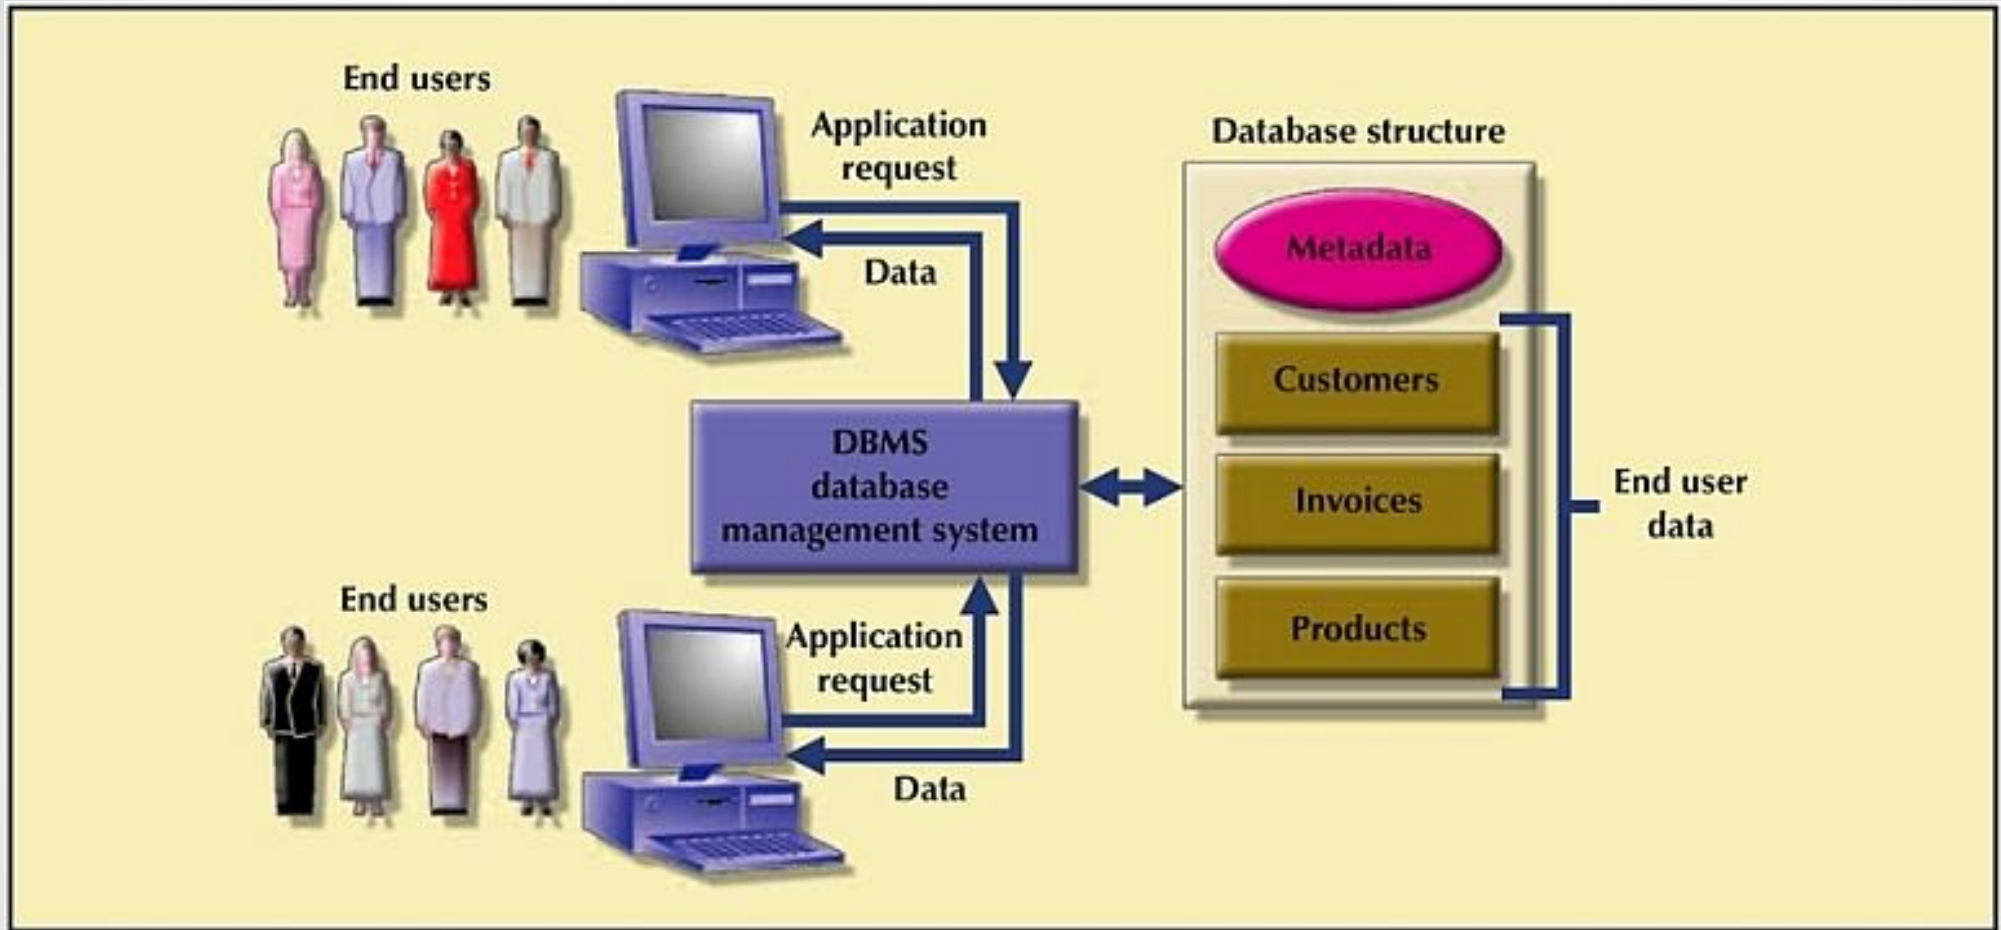 End users
Application
request
Data
Database structure
Metadata
Customers
Invoices
Products
End user
data
DBMS
database
management system
End users
Application
request
Data